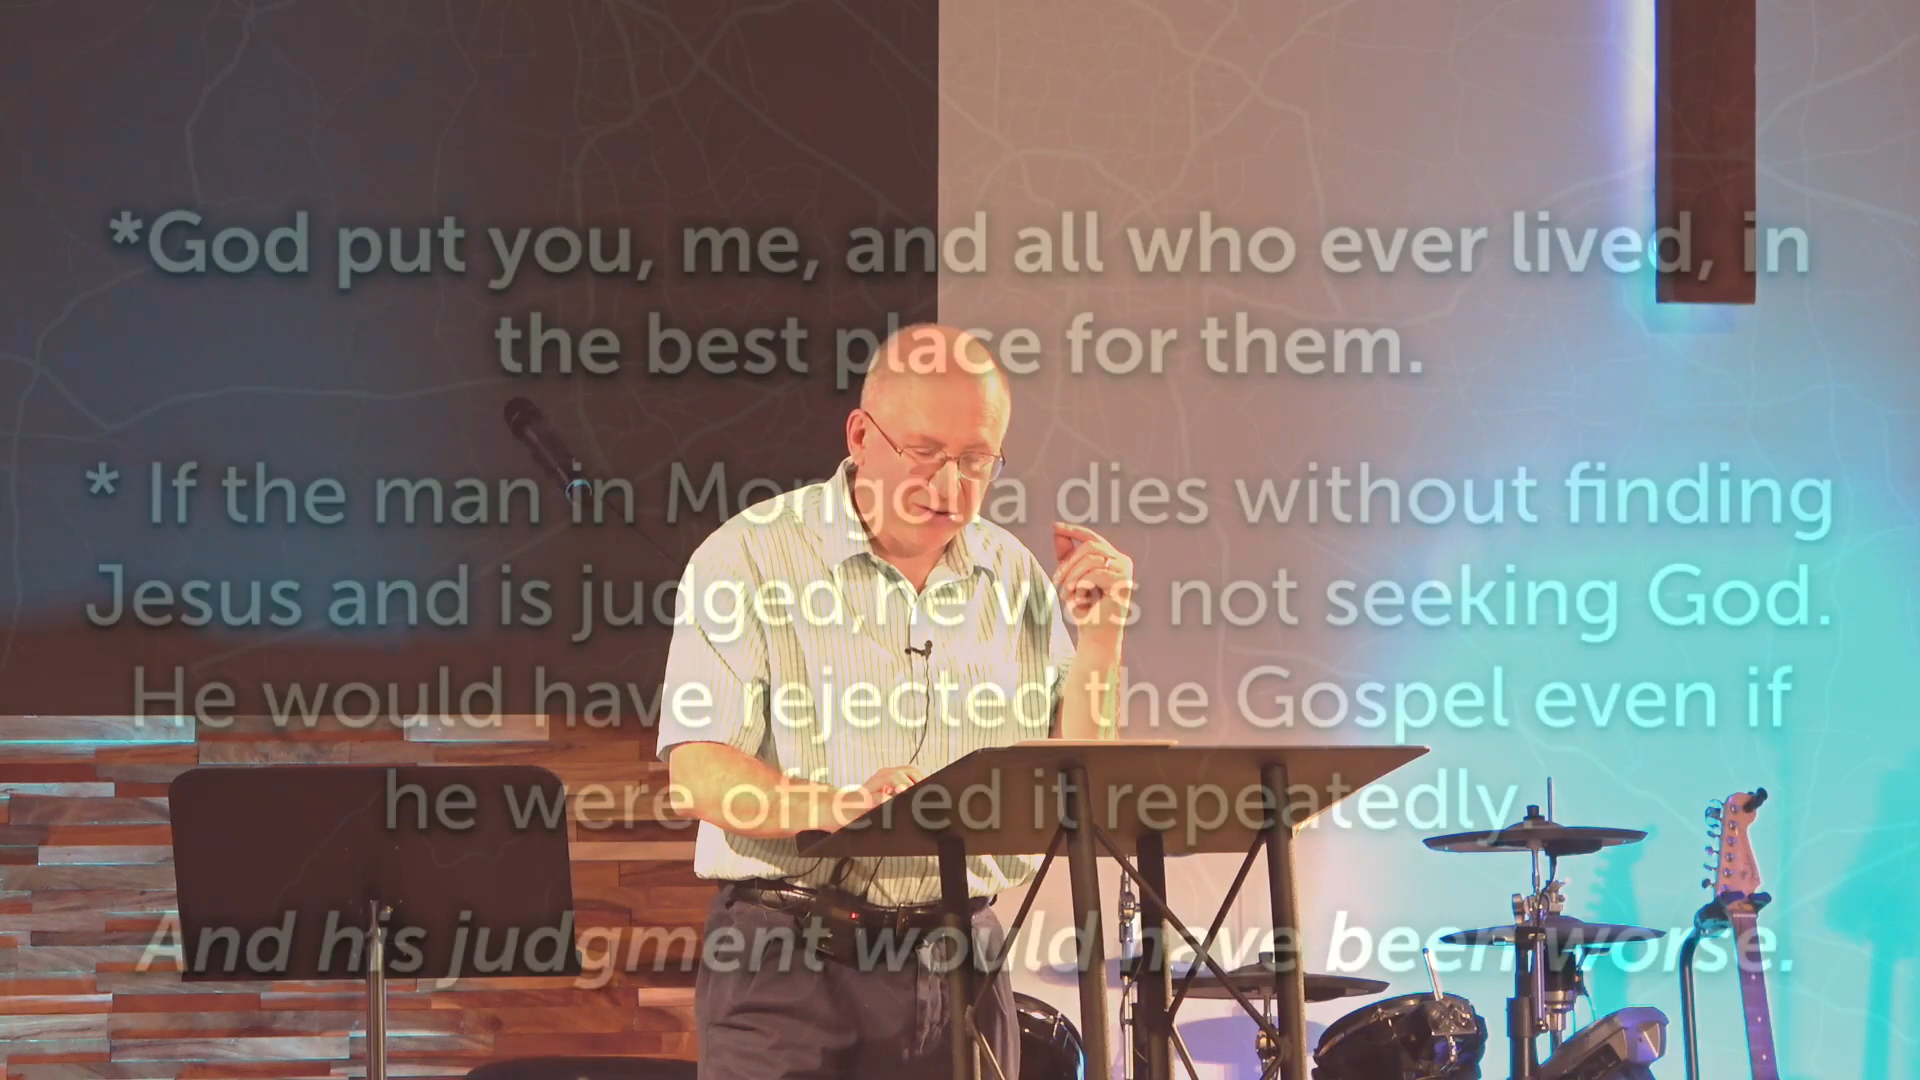 *God put you, me, and all who ever lived, in
the best place for them.
* If the man in Mongolia dies without finding
Jesus and is judged,he was not seeking God.
He would have rejected the Gospel even if
he were offered it repeatedly.
And his judgment would have been worse.